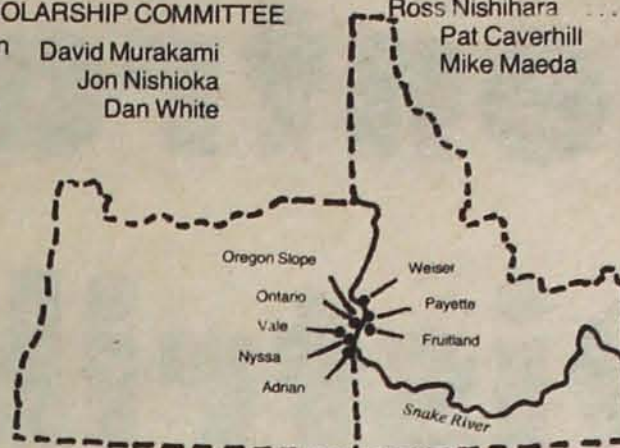 OLARSHIP COMMITTEE
n David Murakami
Jon Nishioka
Dan White
Ross Nishihara ...
Pat Caverhill
Mike Maeda
Oregon Slope
Ontario
Vale
Nyssa
Adrian
Weiser
Payette
Fruitland
Snake River